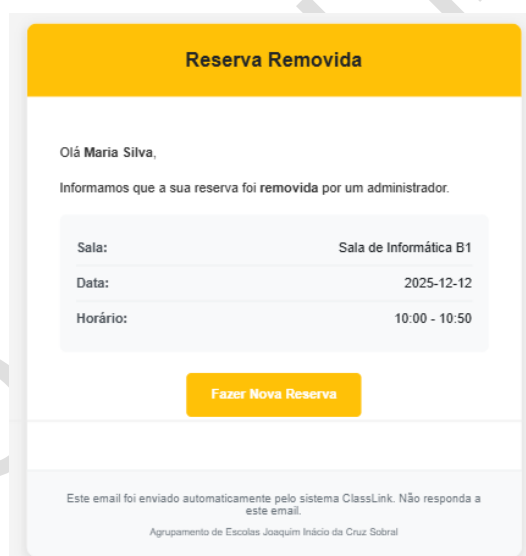 Reserva Removida
Olá Maria Silva,
Informamos que a sua reserva foi removida por um administrador.
Sala: Sala de Informática B1
Data: 2025-12-12
Horário: 10:00 - 10:50
Fazer Nova Reserva
Este email foi enviado automaticamente pelo sistema ClassLink. Não responda a
este email.
Agrupamento de Escolas Joaquim Inácio da Cruz Sobral